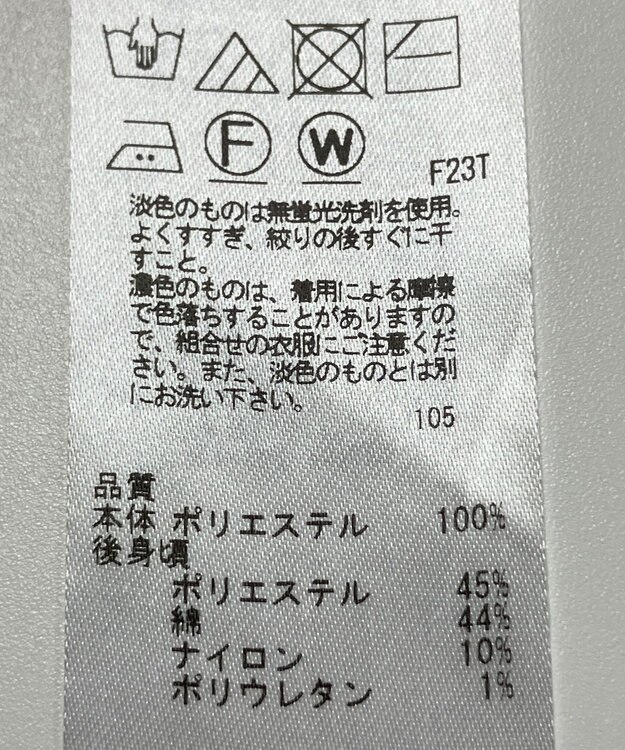 F W F23T
淡色のものは無蛍光洗剤を使用。
よくすすぎ、絞りの後すぐに干
すこと。
濃色のものは、着用による摩擦
で色落ちすることがありますの
で、組合せの衣服にご注意くだ
さい。また、淡色のものとは別
にお洗い下さい。
105
品質
本体 ポリエステル 100%
後身頃
ポリエステル 45%
綿 44%
ナイロン 10%
ポリウレタン 1%